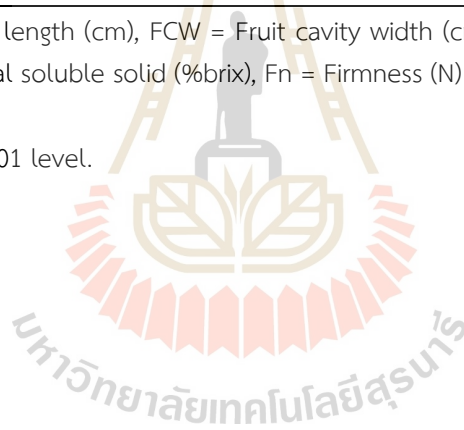 length (cm), FCW = Fruit cavity width (c
al soluble solid (%brix), Fn = Firmness (N)
01 level.
มหาวิทยาลัยเทคโนโลยีสุรนารี